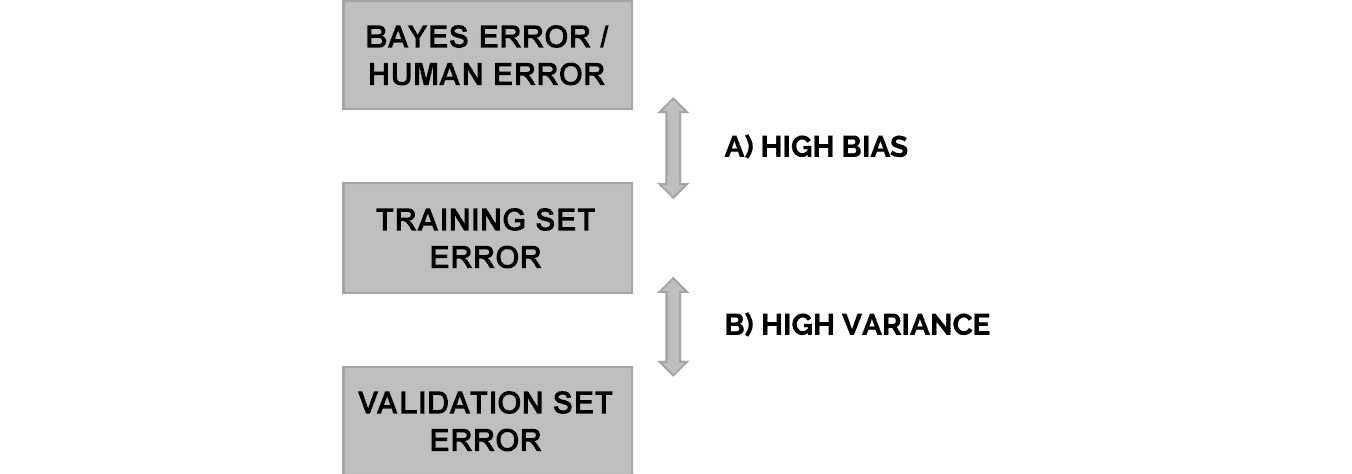 BAYES ERROR /
HUMAN ERROR
A) HIGH BIAS
TRAINING SET
ERROR
B) HIGH VARIANCE
VALIDATION SET
ERROR